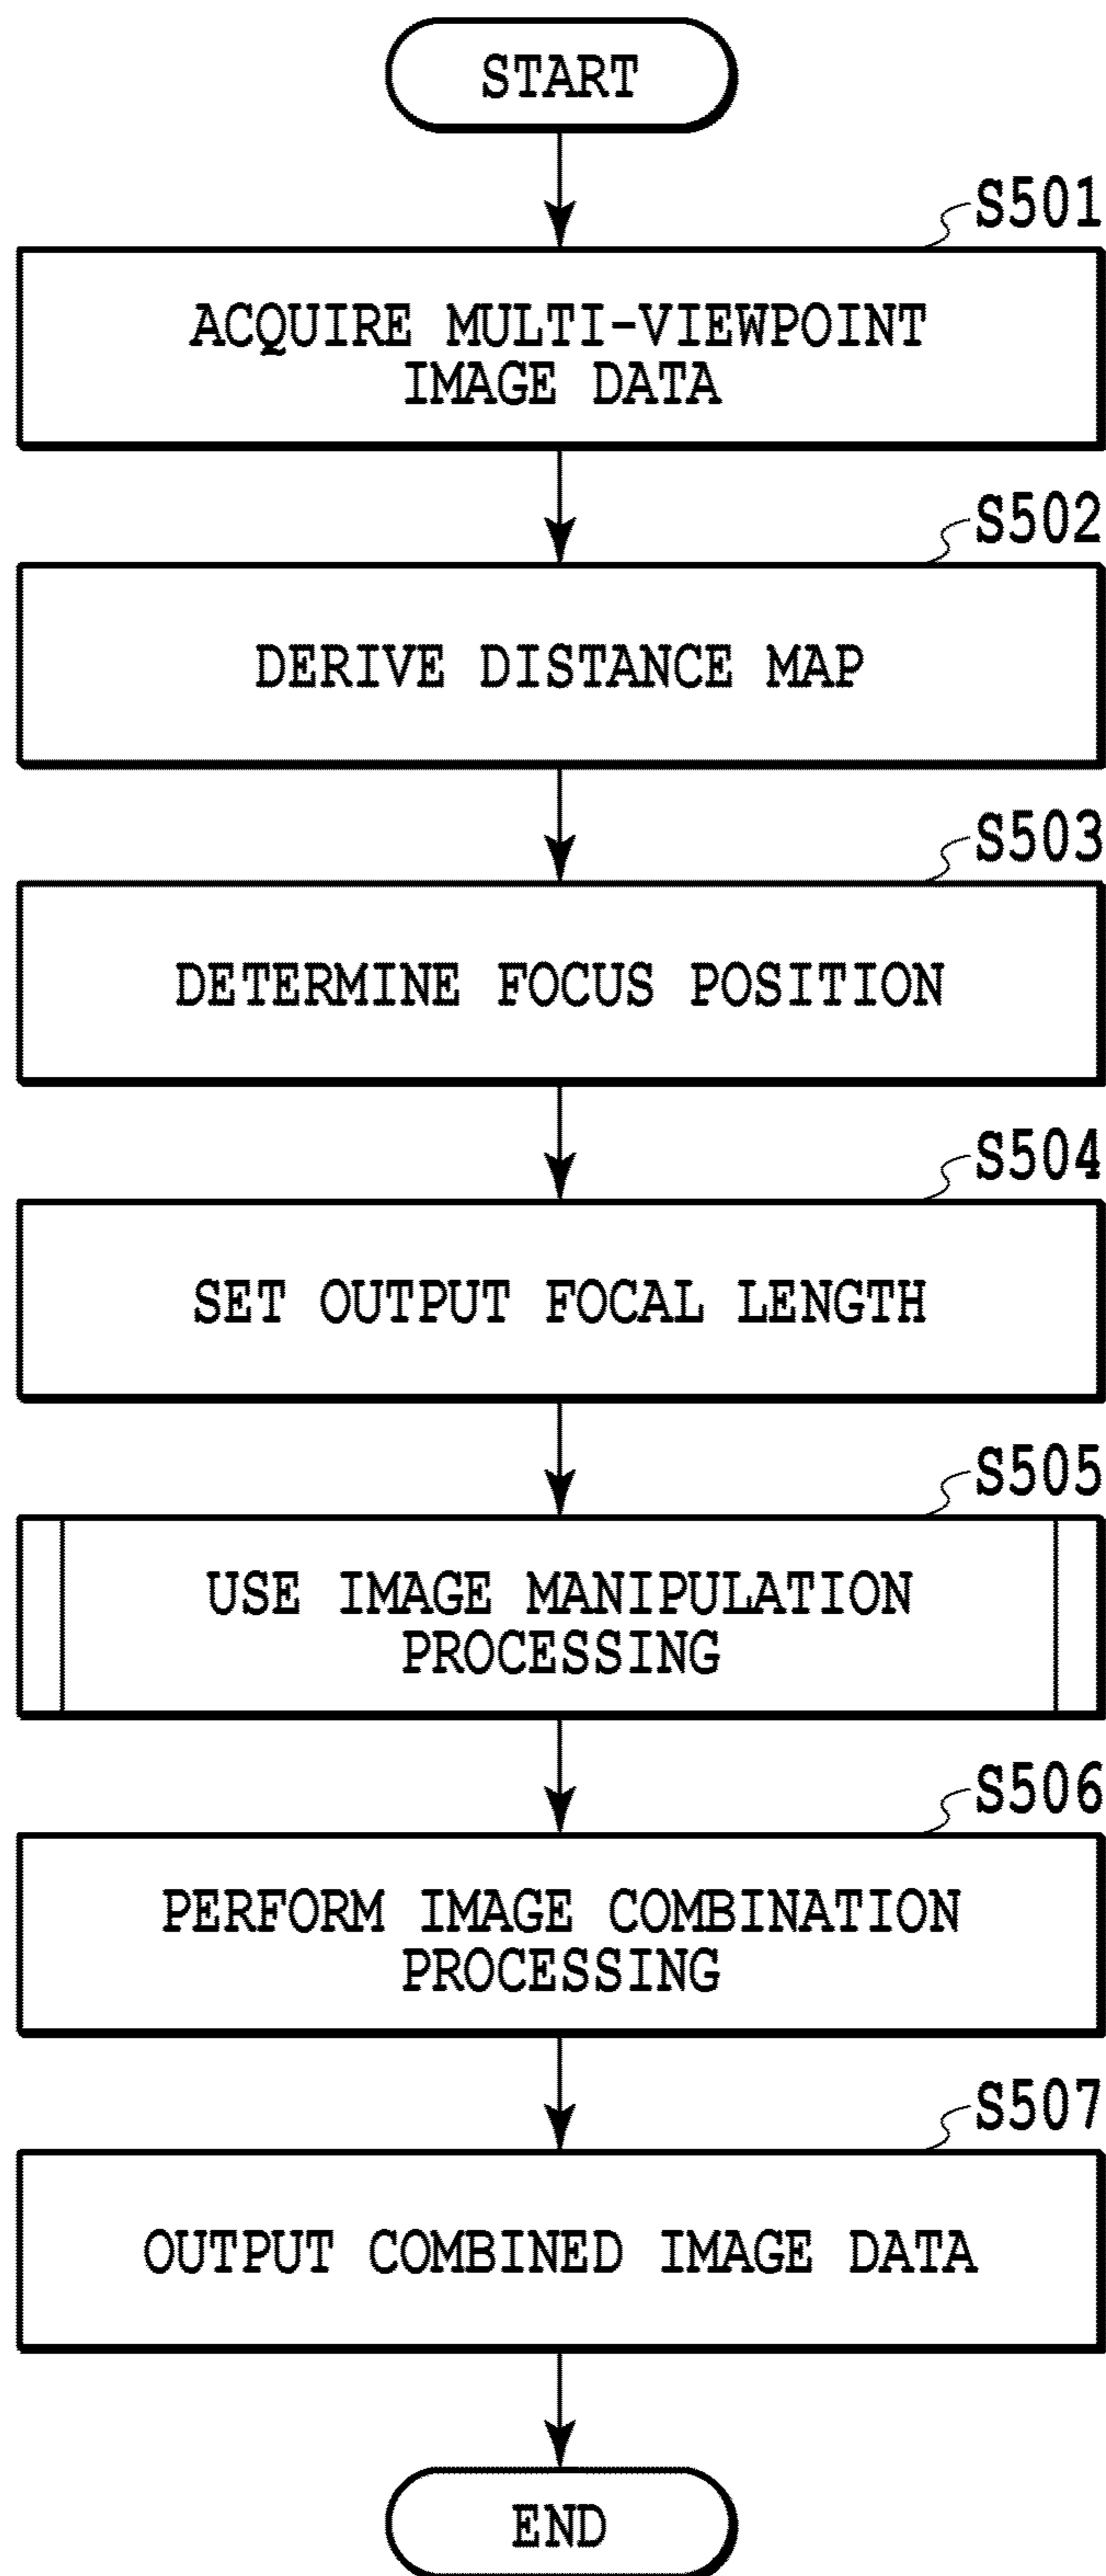 START
S501
ACQUIRE MULTI-VIEWPOINT
IMAGE DATA
S502
DERIVE DISTANCE MAP
S503
DETERMINE FOCUS POSITION
S504
SET OUTPUT FOCAL LENGTH
S505
USE IMAGE MANIPULATION
PROCESSING
S506
PERFORM IMAGE COMBINATION
PROCESSING
S507
OUTPUT COMBINED IMAGE DATA
END